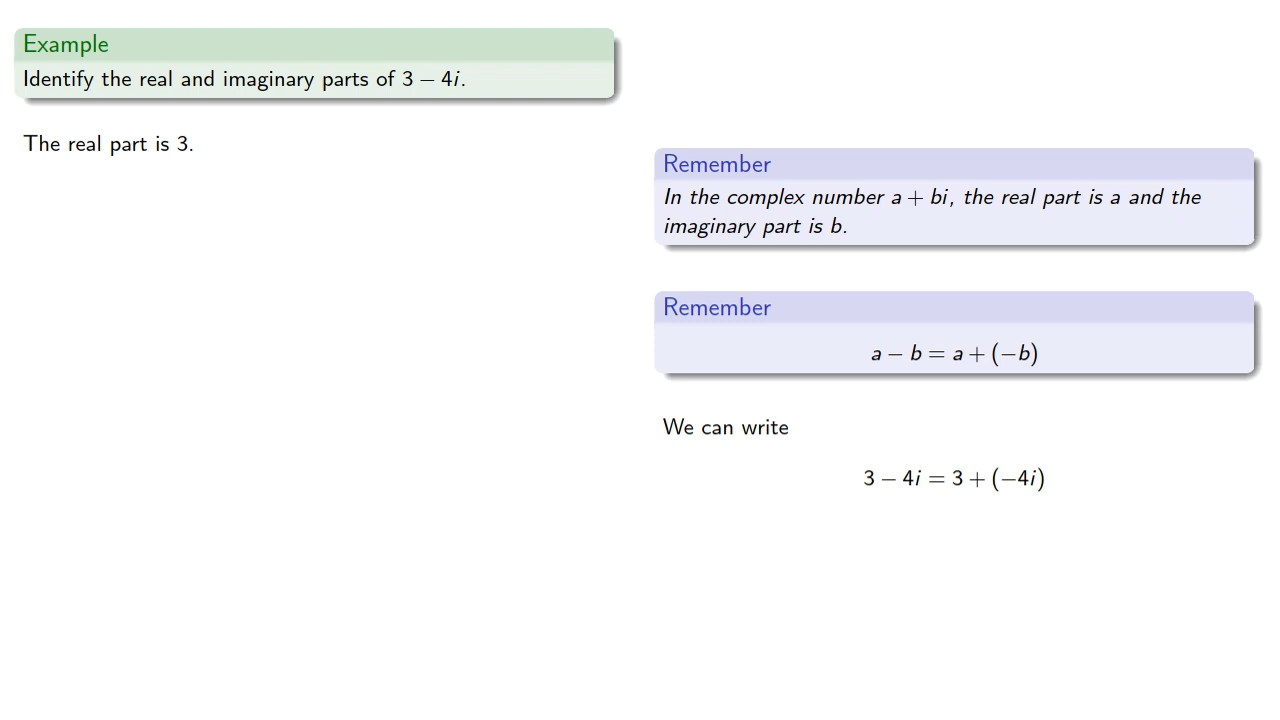 Example
Identify the real and imaginary parts of 3 − 4i.
The real part is 3.
Remember
In the complex number a + bi, the real part is a and the
imaginary part is b.
Remember
a − b = a + (−b)
We can write
3 − 4i = 3 + (−4i)